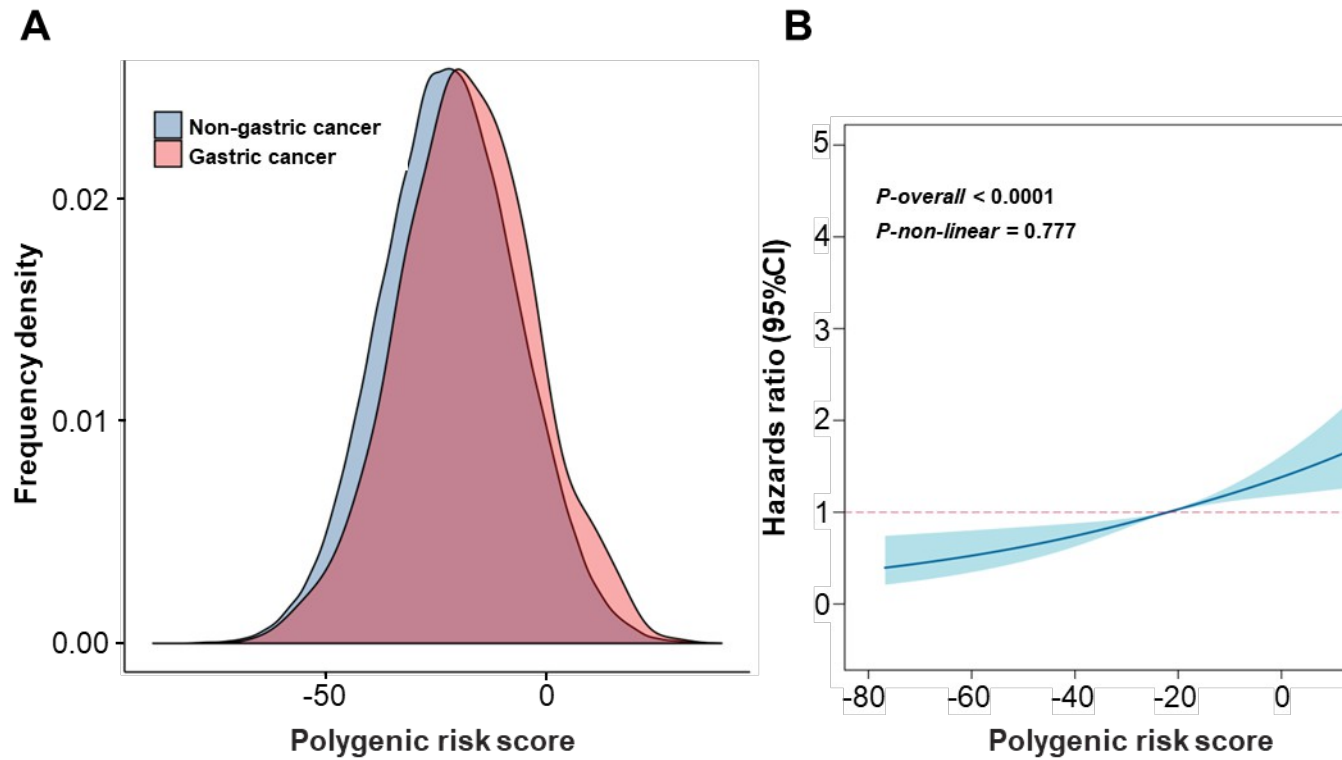 A
Non-gastric cancer
Gastric cancer
0.02
0.01
0.00
Frequency density
-50
0
Polygenic risk score
B
P-overall < 0.0001
P-non-linear = 0.777
5
4
3
2
1
0
Hazards ratio (95%CI)
-80
-60
-40
-20
0
Polygenic risk score